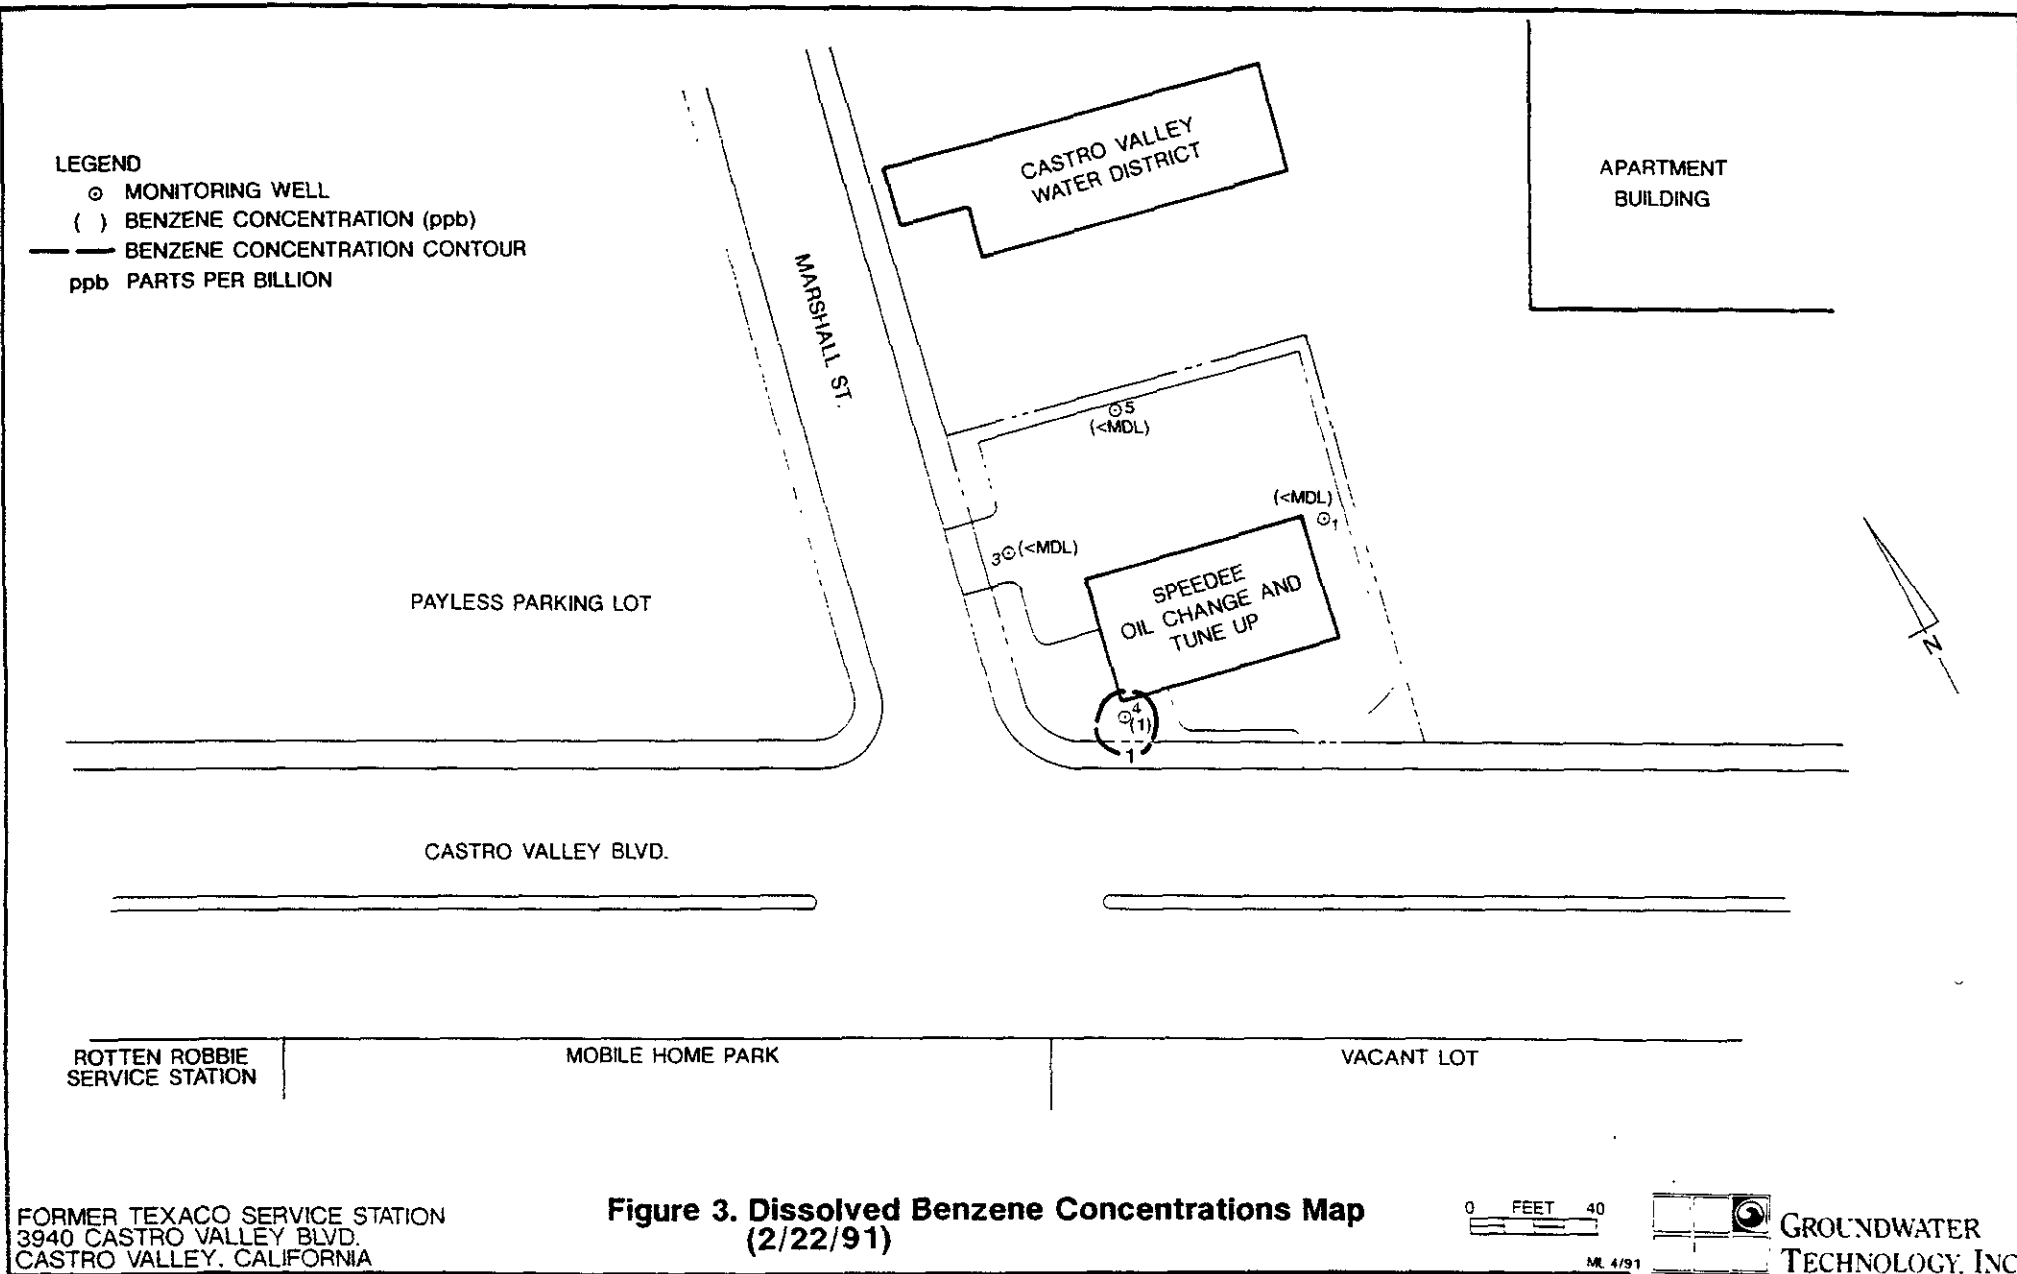 LEGEND
⊙ MONITORING WELL
( ) BENZENE CONCENTRATION (ppb)
BENZENE CONCENTRATION CONTOUR
ppb PARTS PER BILLION
CASTRO VALLEY
WATER DISTRICT
APARTMENT
BUILDING
MARSHALL ST.
5
(<MDL)
(<MDL)
1
3 (<MDL)
SPEEDEE
OIL CHANGE AND
TUNE UP
PAYLESS PARKING LOT
N
4
(1)
1
CASTRO VALLEY BLVD.
ROTTEN ROBBIE
SERVICE STATION
MOBILE HOME PARK
VACANT LOT
FORMER TEXACO SERVICE STATION
3940 CASTRO VALLEY BLVD.
CASTRO VALLEY, CALIFORNIA
Figure 3. Dissolved Benzene Concentrations Map
(2/22/91)
0 FEET 40
ML 4/91
GROUNDWATER
TECHNOLOGY, INC